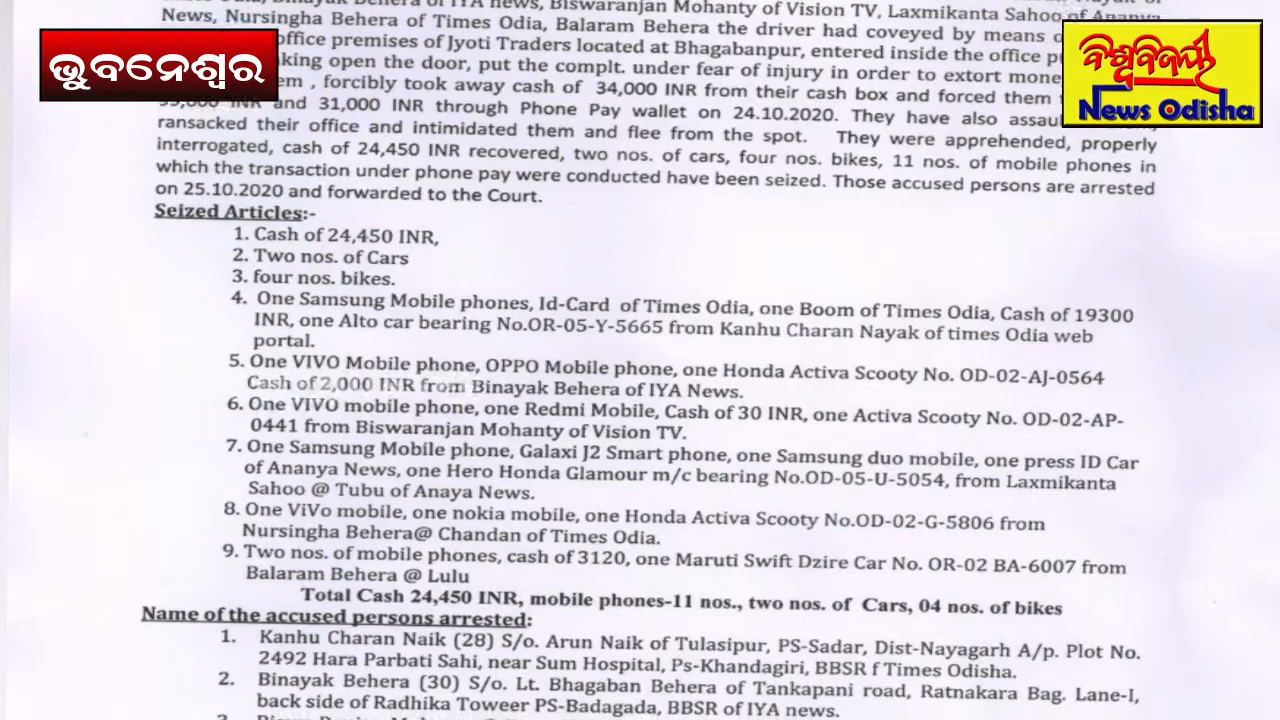 Behera of IYA news, Biswaranjan Mohanty of Vision TV, Laxmikanta Sahoo of Ananya
News, Nursingha Behera of Times Odia, Balaram Behera the driver had coveyed by means
office premises of Jyoti Traders located at Bhagabanpur, entered inside the office
open the door, put the complt. under fear of injury in order to extort
, forcibly took away cash of 34,000 INR from their cash box and forced them
INR and 31,000 INR through Phone Pay wallet on 24.10.2020. They have also
ransacked their office and intimidated them and flee from the spot. They were apprehended, properly
interrogated, cash of 24,450 INR recovered, two nos. of cars, four nos. bikes, 11 nos. of mobile phones in
which the transaction under phone pay were conducted have been seized. Those accused persons are arrested
on 25.10.2020 and forwarded to the Court.
Seized Articles:-
1. Cash of 24,450 INR,
2. Two nos. of Cars
3. four nos. bikes.
4. One Samsung Mobile phones, Id-Card of Times Odia, one Boom of Times Odia, Cash of 19300
INR, one Alto car bearing No.OR-05-Y-5665 from Kanhu Charan Nayak of times Odia web
portal.
5. One VIVO Mobile phone, OPPO Mobile phone, one Honda Activa Scooty No. OD-02-AJ-0564
Cash of 2,000 INR from Binayak Behera of IYA News.
6. One VIVO mobile phone, one Redmi Mobile, Cash of 30 INR, one Activa Scooty No. OD-02-AP-
0441 from Biswaranjan Mohanty of Vision TV.
7. One Samsung Mobile phone, Galaxi J2 Smart phone, one Samsung duo mobile, one press ID Car
of Ananya News, one Hero Honda Glamour m/c bearing No.OD-05-U-5054, from Laxmikanta
Sahoo @ Tubu of Anaya News.
8. One ViVo mobile, one nokia mobile, one Honda Activa Scooty No.OD-02-G-5806 from
Nursingha Behera@ Chandan of Times Odia.
9. Two nos. of mobile phones, cash of 3120, one Maruti Swift Dzire Car No. OR-02 BA-6007 from
Balaram Behera @ Lulu
Total Cash 24,450 INR, mobile phones-11 nos., two nos. of Cars, 04 nos. of bikes
Name of the accused persons arrested:
1. Kanhu Charan Naik (28) S/o. Arun Naik of Tulasipur, PS-Sadar, Dist-Nayagarh A/p. Plot No.
2492 Hara Parbati Sahi, near Sum Hospital, Ps-Khandagiri, BBSR f Times Odisha.
2. Binayak Behera (30) S/o. Lt. Bhagaban Behera of Tankapani road, Ratnakara Bag. Lane-I,
back side of Radhika Toweer PS-Badagada, BBSR of IYA news.
ଭୁବନେଶ୍ୱର
ବିଶ୍ୱବିଜୟୀ
News Odisha